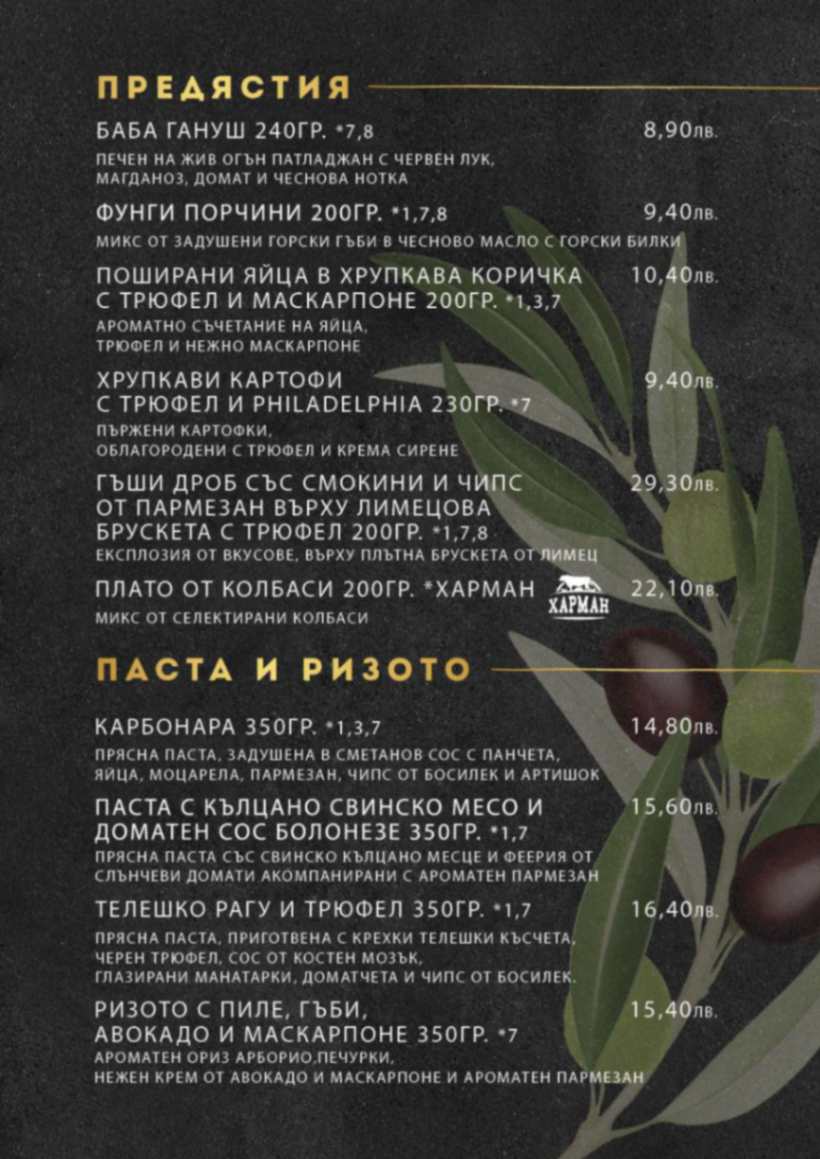 ПРЕДЯСТИЯ
БАБА ГАНУШ 240ГР. *7,8 8,90лв.
ПЕЧЕН НА ЖИВ ОГЪН ПАТЛАДЖАН С ЧЕРВЕН ЛУК,
МАГДАНОЗ, ДОМАТ И ЧЕСНОВА НОТКА
ФУНГИ ПОРЧИНИ 200ГР. *1,7,8 9,40лв.
МИКС ОТ ЗАДУШЕНИ ГОРСКИ ГЪБИ В ЧЕСНОВО МАСЛО С ГОРСКИ БИЛКИ
ПОШИРАНИ ЯЙЦА В ХРУПКАВА КОРИЧКА 10,40лв.
С ТРЮФЕЛ И МАСКАРПОНЕ 200ГР. *1,3,7
АРОМАТНО СЪЧЕТАНИЕ НА ЯЙЦА,
ТРЮФЕЛ И НЕЖНО МАСКАРПОНЕ
ХРУПКАВИ КАРТОФИ 9,40лв.
С ТРЮФЕЛ И PHILADELPHIA 230ГР. *7
ПЪРЖЕНИ КАРТОФКИ,
ОБЛАГОРОДЕНИ С ТРЮФЕЛ И КРЕМА СИРЕНЕ
ГЪШИ ДРОБ СЪС СМОКИНИ И ЧИПС 29,30лв.
ОТ ПАРМЕЗАН ВЪРХУ ЛИМЕЦОВА
БРУСКЕТА С ТРЮФЕЛ 200ГР. *1,7,8
ЕКСПЛОЗИЯ ОТ ВКУСОВЕ, ВЪРХУ ПЛЪТНА БРУСКЕТА ОТ ЛИМЕЦ
ПЛАТО ОТ КОЛБАСИ 200ГР. *ХАРМАН ХАРМАН 22,10лв.
МИКС ОТ СЕЛЕКТИРАНИ КОЛБАСИ
ПАСТА И РИЗОТО
КАРБОНАРА 350ГР. *1,3,7 14,80лв.
ПРЯСНА ПАСТА, ЗАДУШЕНА В СМЕТАНОВ СОС С ПАНЧЕТА,
ЯЙЦА, МОЦАРЕЛА, ПАРМЕЗАН, ЧИПС ОТ БОСИЛЕК И АРТИШОК
ПАСТА С КЪЛЦАНО СВИНСКО МЕСО И 15,60лв.
ДОМАТЕН СОС БОЛОНЕЗЕ 350ГР. *1,7
ПРЯСНА ПАСТА СЪС СВИНСКО КЪЛЦАНО МЕСЦЕ И ФЕЕРИЯ ОТ
СЛЪНЧЕВИ ДОМАТИ АКОМПАНИРАНИ С АРОМАТЕН ПАРМЕЗАН
ТЕЛЕШКО РАГУ И ТРЮФЕЛ 350ГР. *1,7 16,40лв.
ПРЯСНА ПАСТА, ПРИГОТВЕНА С КРЕХКИ ТЕЛЕШКИ КЪСЧЕТА,
ЧЕРЕН ТРЮФЕЛ, СОС ОТ КОСТЕН МОЗЪК,
ГЛАЗИРАНИ МАНАТАРКИ, ДОМАТЧЕТА И ЧИПС ОТ БОСИЛЕК.
РИЗОТО С ПИЛЕ, ГЪБИ, 15,40лв.
АВОКАДО И МАСКАРПОНЕ 350ГР. *7
АРОМАТЕН ОРИЗ АРБОРИО,ПЕЧУРКИ,
НЕЖЕН КРЕМ ОТ АВОКАДО И МАСКАРПОНЕ И АРОМАТЕН ПАРМЕЗАН